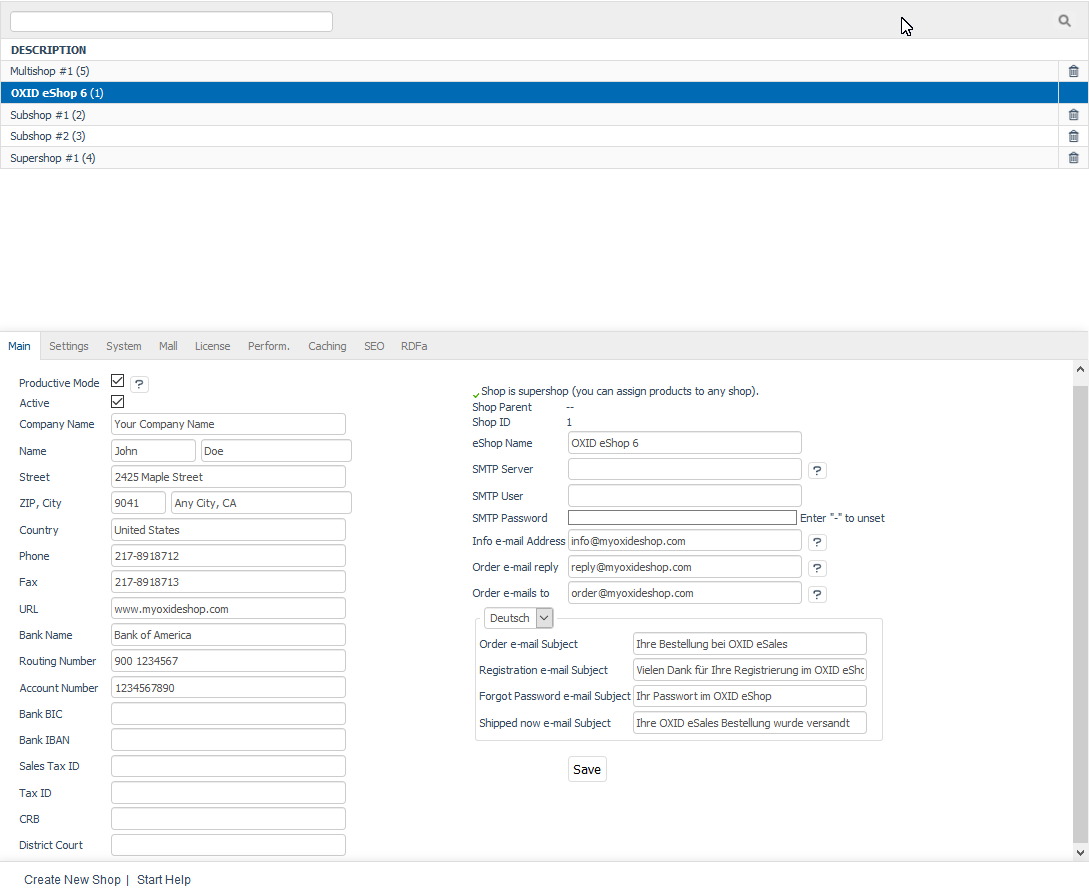 DESCRIPTION
Multishop #1 (5)
OXID eShop 6 (1)
Subshop #1 (2)
Subshop #2 (3)
Supershop #1 (4)
Main Settings System Mall License Perform. Caching SEO RDFa
Productive Mode ?
Active
Company Name Your Company Name
Name John Doe
Street 2425 Maple Street
ZIP, City 9041 Any City, CA
Country United States
Phone 217-8918712
Fax 217-8918713
URL www.myoxideshop.com
Bank Name Bank of America
Routing Number 900 1234567
Account Number 1234567890
Bank BIC
Bank IBAN
Sales Tax ID
Tax ID
CRB
District Court
Shop is supershop (you can assign products to any shop).
Shop Parent --
Shop ID 1
eShop Name OXID eShop 6
SMTP Server ?
SMTP User
SMTP Password Enter "-" to unset
Info e-mail Address info@myoxideshop.com ?
Order e-mail reply reply@myoxideshop.com ?
Order e-mails to order@myoxideshop.com ?
Deutsch
Order e-mail Subject Ihre Bestellung bei OXID eSales
Registration e-mail Subject Vielen Dank für Ihre Registrierung im OXID eSho
Forgot Password e-mail Subject Ihr Passwort im OXID eShop
Shipped now e-mail Subject Ihre OXID eSales Bestellung wurde versandt
Save
Create New Shop | Start Help